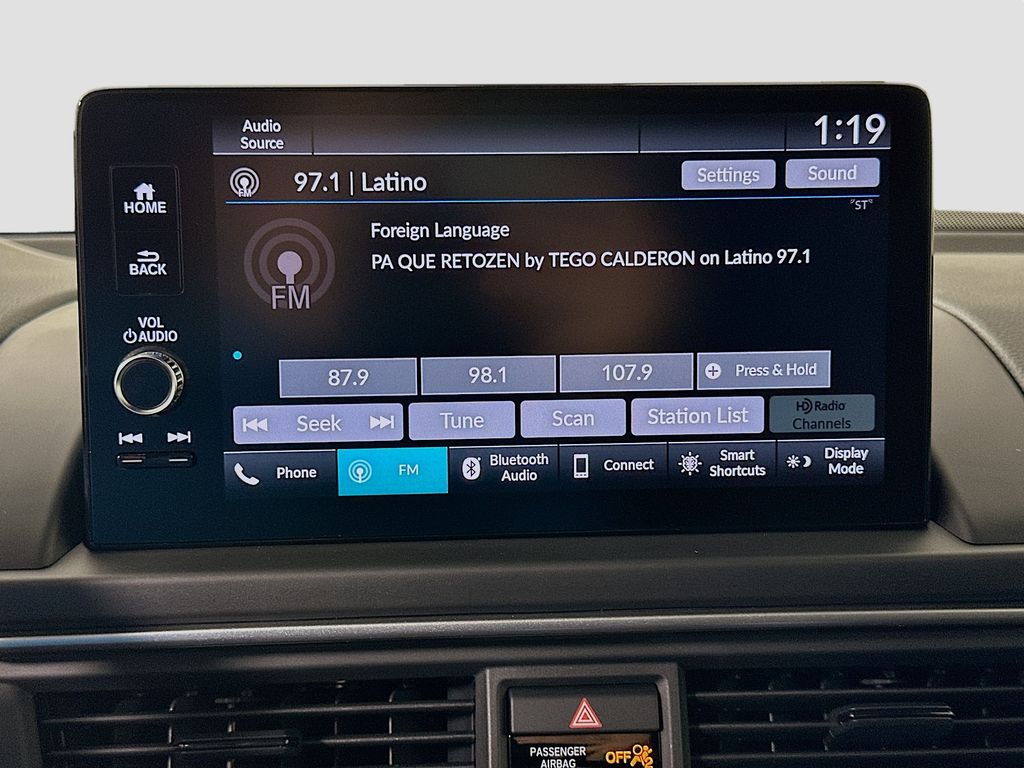 Audio
Source
1:19
FM
97.1 | Latino
Settings
Sound
"ST"
Foreign Language
PA QUE RETOZEN by TEGO CALDERON on Latino 97.1
FM
HOME
BACK
VOL
AUDIO
87.9
98.1
107.9
Press & Hold
Seek
Tune
Scan
Station List
HD Radio
Channels
Phone
FM
Bluetooth
Audio
Connect
Smart
Shortcuts
Display
Mode
PASSENGER
AIRBAG
OFF